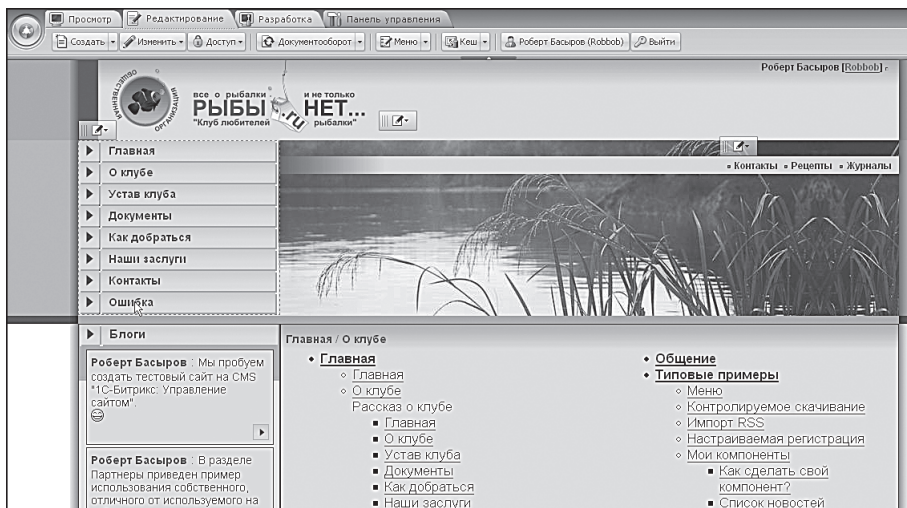 Просмотр Редактирование Разработка Панель управления
Создать Изменить Доступ Документооборот Меню Кеш Роберт Басыров (Robbob) Выйти
Роберт Басыров [Robbob]
ОБЩЕСТВЕННАЯ ОРГАНИЗАЦИЯ
все о рыбалки и не только
РЫБЫ .ru НЕТ...
"Клуб любителей рыбалки"
Главная
О клубе
Устав клуба
Документы
Как добраться
Наши заслуги
Контакты
Ошибка
Контакты Рецепты Журналы
Блоги
Роберт Басыров : Мы пробуем
создать тестовый сайт на CMS
"1С-Битрикс: Управление
сайтом".
Роберт Басыров : В разделе
Партнеры приведен пример
использования собственного,
отличного от используемого на
Главная / О клубе
Главная
Главная
О клубе
Рассказ о клубе
Главная
О клубе
Устав клуба
Документы
Как добраться
Наши заслуги
Общение
Типовые примеры
Меню
Контролируемое скачивание
Импорт RSS
Настраиваемая регистрация
Мои компоненты
Как сделать свой
компонент?
Список новостей